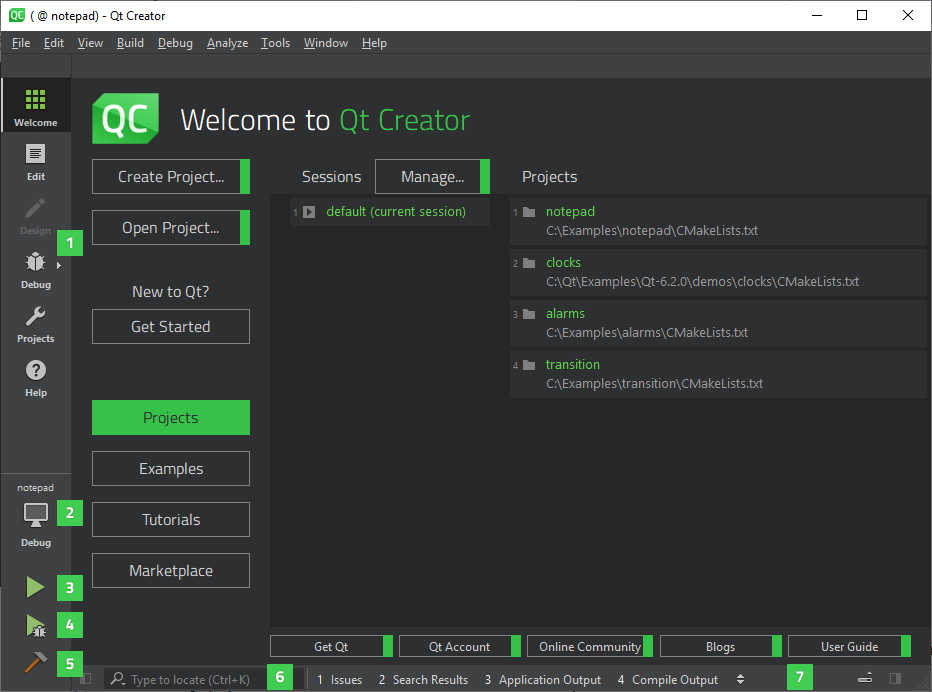 QC ( @ notepad) - Qt Creator
File Edit View Build Debug Analyze Tools Window Help
Welcome
Edit
Design
1
Debug
Projects
Help
notepad
2
Debug
3
4
5
QC Welcome to Qt Creator
Create Project...
Open Project...
New to Qt?
Get Started
Projects
Examples
Tutorials
Marketplace
Sessions Manage...
1 default (current session)
Projects
1 notepad
C:\Examples\notepad\CMakeLists.txt
2 clocks
C:\Qt\Examples\Qt-6.2.0\demos\clocks\CMakeLists.txt
3 alarms
C:\Examples\alarms\CMakeLists.txt
4 transition
C:\Examples\transition\CMakeLists.txt
Get Qt Qt Account Online Community Blogs User Guide
Type to locate (Ctrl+K) 6 1 Issues 2 Search Results 3 Application Output 4 Compile Output 7